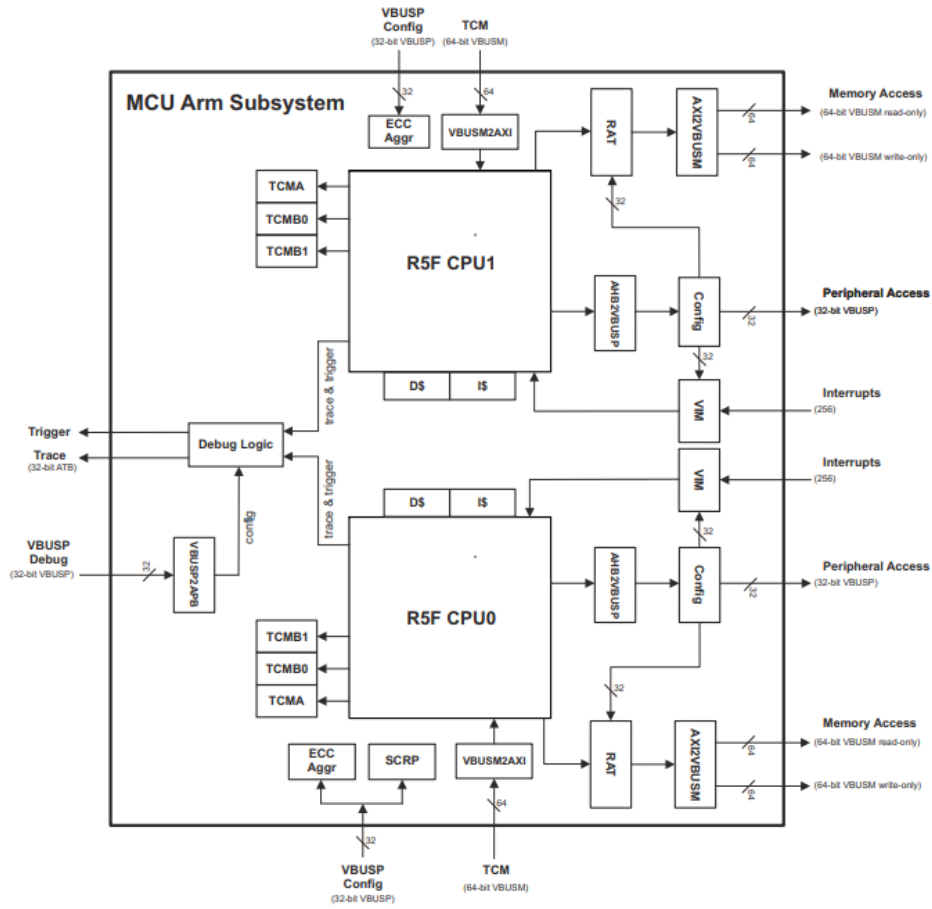 VBUSP
Config
(32-bit VBUSP)
TCM
(64-bit VBUSM)
MCU Arm Subsystem
32
64
ECC
Aggr
VBUSM2AXI
RAT
AXI2VBUSM
64
64
Memory Access
(64-bit VBUSM read-only)
(64-bit VBUSM write-only)
TCMA
TCMB0
TCMB1
R5F CPU1
32
AHB2VBUSP
Config
32
Peripheral Access
(32-bit VBUSP)
32
D$
I$
trace & trigger
VIM
Interrupts
(256)
Trigger
Trace
(32-bit ATB)
Debug Logic
VIM
Interrupts
(256)
trace & trigger
D$
I$
config
32
VBUSP
Debug
(32-bit VBUSP)
32
VBUSP2APB
R5F CPU0
AHB2VBUSP
Config
32
Peripheral Access
(32-bit VBUSP)
TCMB1
TCMB0
TCMA
32
ECC
Aggr
SCRP
VBUSM2AXI
RAT
AXI2VBUSM
64
64
Memory Access
(64-bit VBUSM read-only)
(64-bit VBUSM write-only)
32
64
VBUSP
Config
(32-bit VBUSP)
TCM
(64-bit VBUSM)